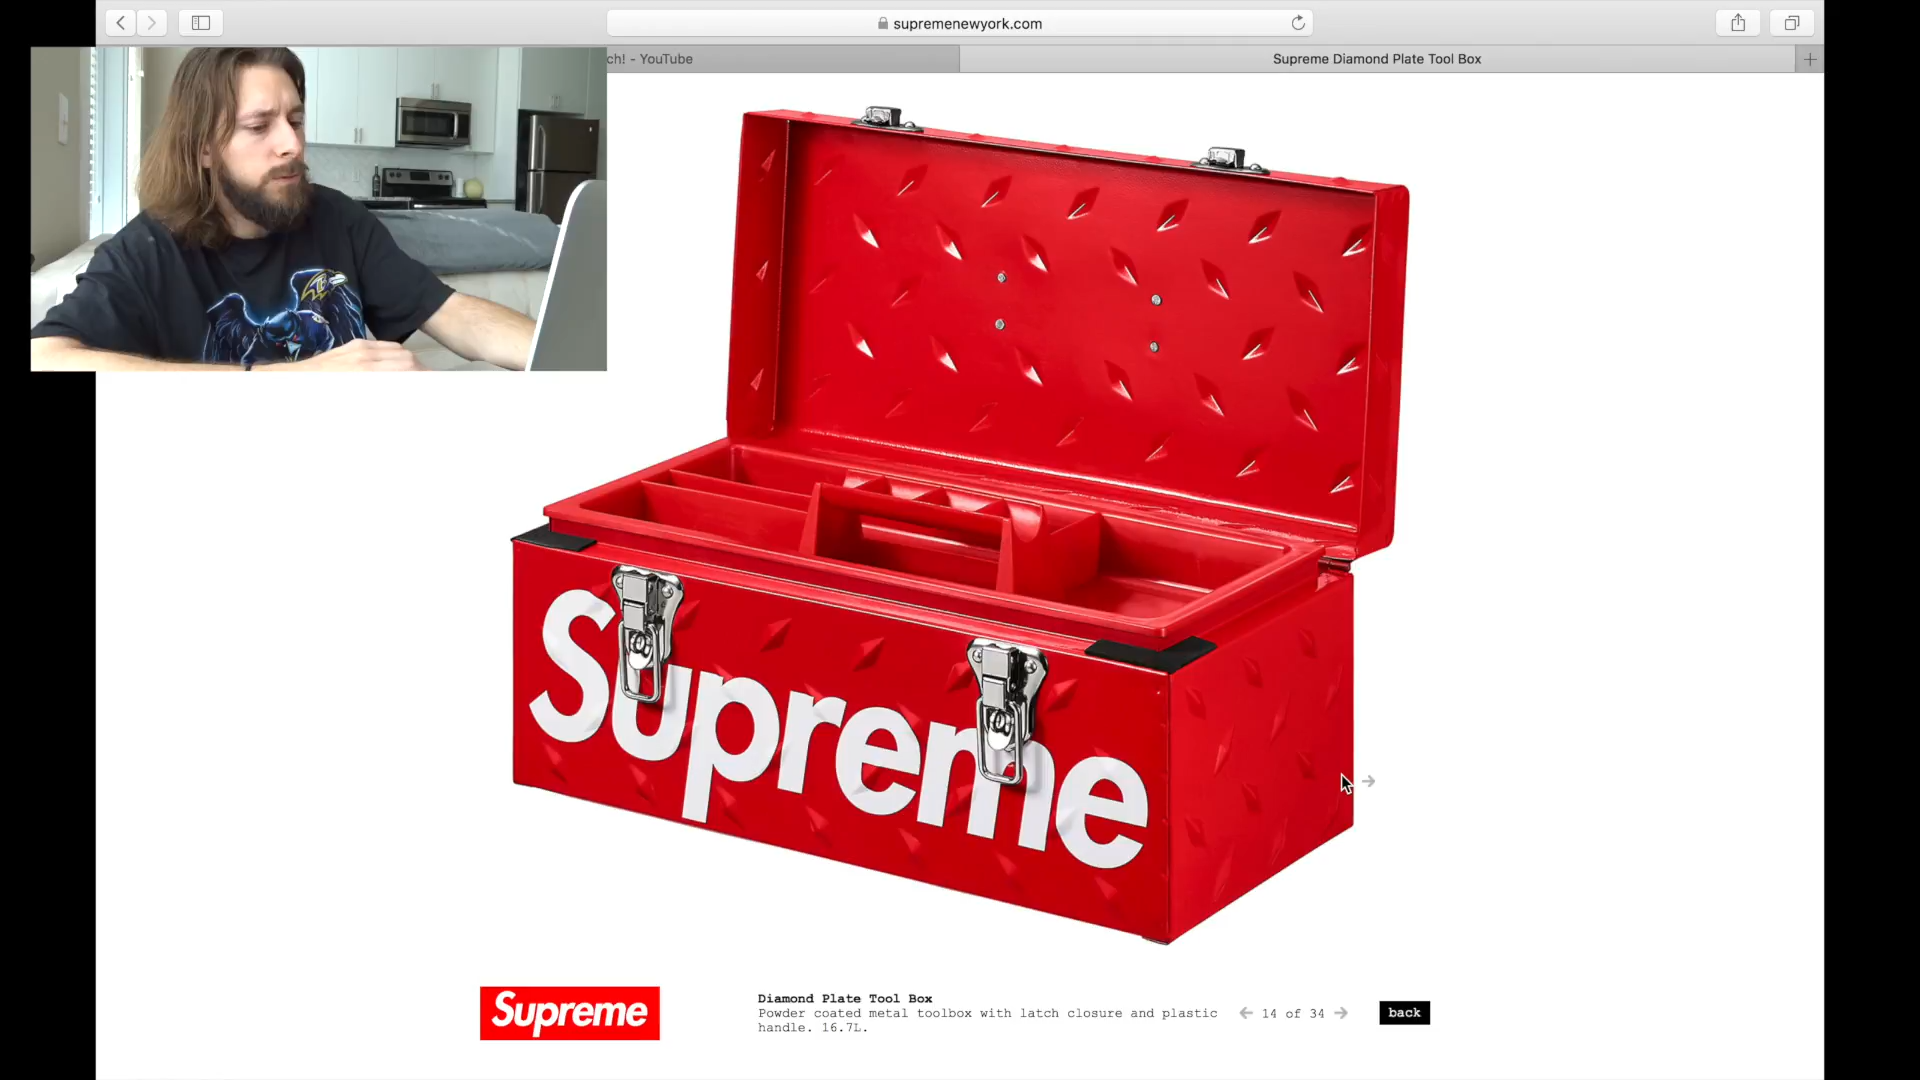 supremenewyork.com
ch! - YouTube
Supreme Diamond Plate Tool Box
Supreme
Supreme
Diamond Plate Tool Box
Powder coated metal toolbox with latch closure and plastic
handle. 16.7L.
14 of 34
back